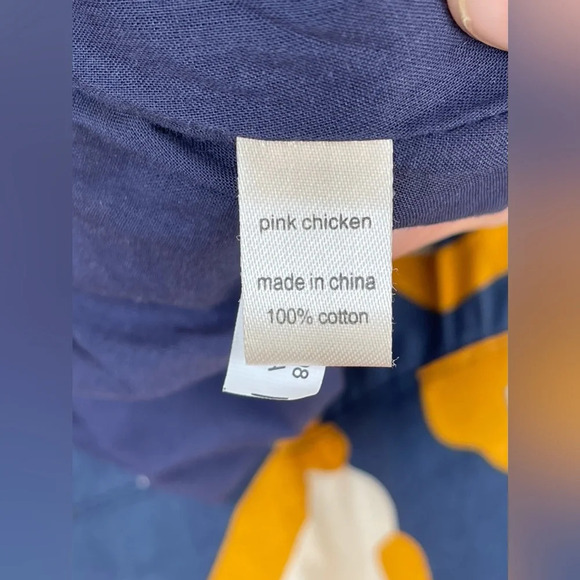 pink chicken
made in china
100% cotton